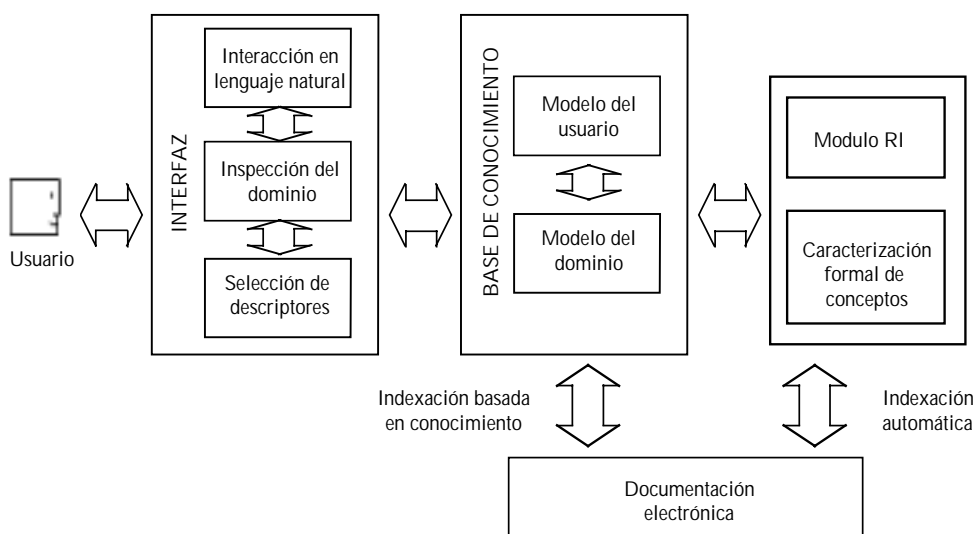 Usuario
INTERFAZ
Interacción en
lenguaje natural
Inspección del
dominio
Selección de
descriptores
BASE DE CONOCIMIENTO
Modelo del
usuario
Modelo del
dominio
Modulo RI
Caracterización
formal de
conceptos
Indexación basada
en conocimiento
Indexación
automática
Documentación
electrónica